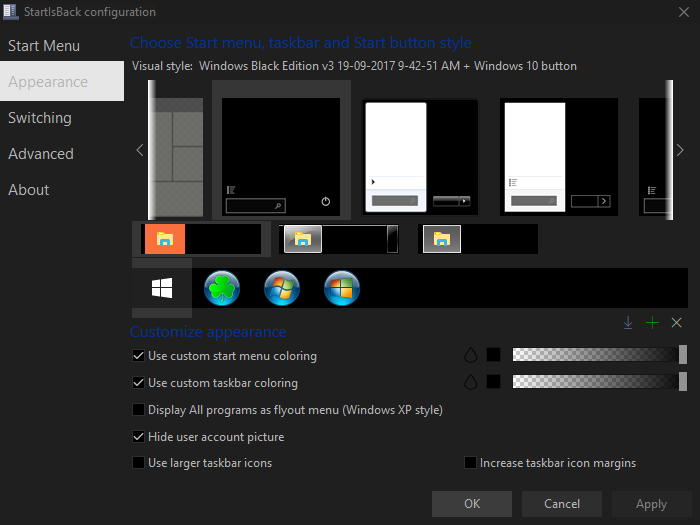 StartIsBack configuration
Start Menu
Appearance
Switching
Advanced
About
Choose Start menu, taskbar and Start button style
Visual style: Windows Black Edition v3 19-09-2017 9-42-51 AM + Windows 10 button
Customize appearance
Use custom start menu coloring
Use custom taskbar coloring
Display All programs as flyout menu (Windows XP style)
Hide user account picture
Use larger taskbar icons
Increase taskbar icon margins
OK
Cancel
Apply